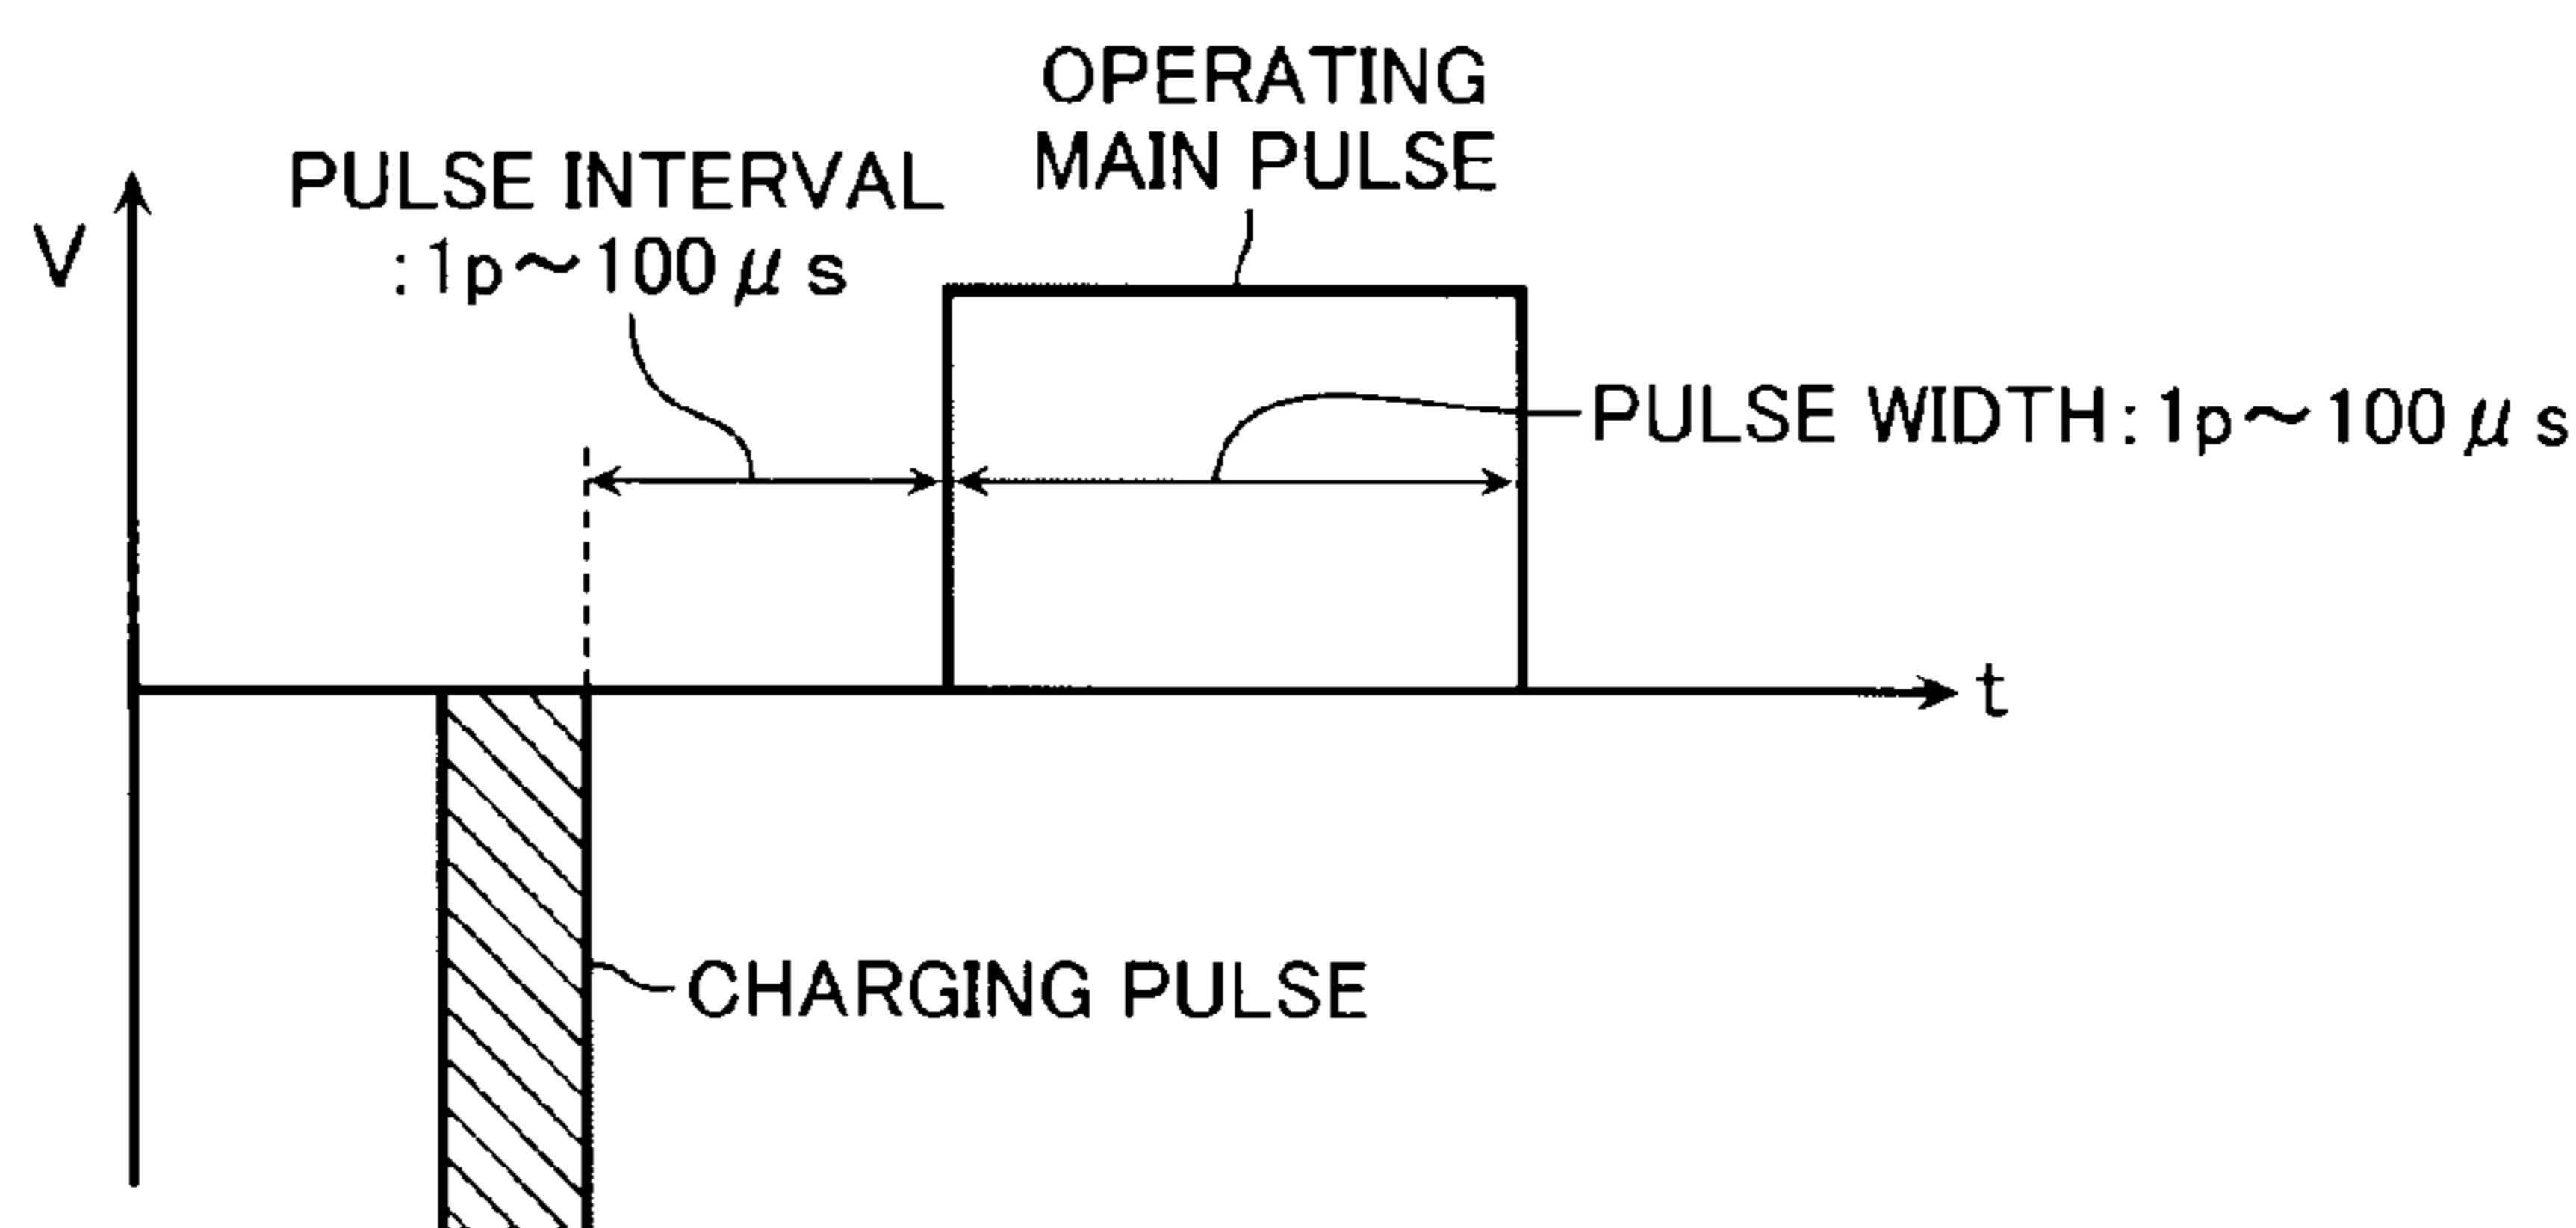 OPERATING
MAIN PULSE
PULSE INTERVAL
:1p~100μs
V
PULSE WIDTH:1p~100μs
t
CHARGING PULSE